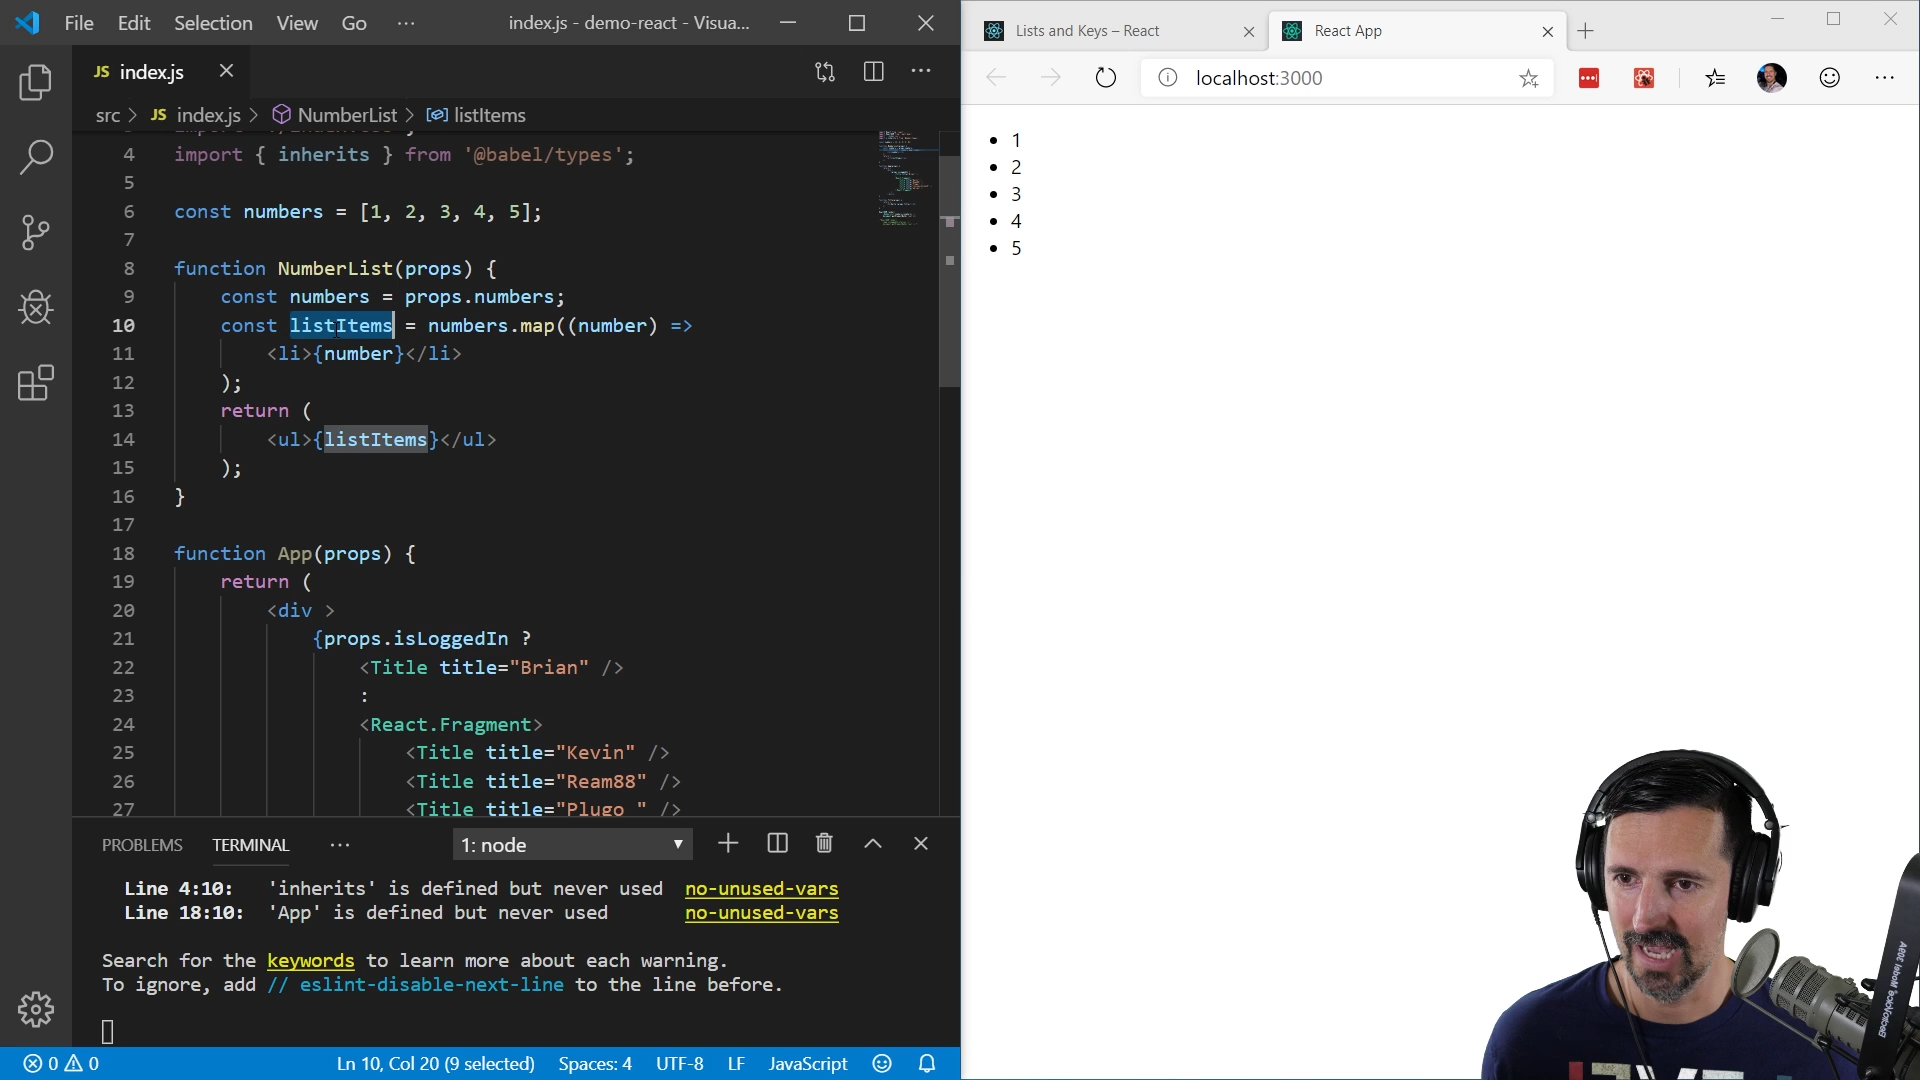 File Edit Selection View Go ··· index.js - demo-react - Visua...
JS index.js
src > JS index.js > NumberList > listItems
4 import { inherits } from '@babel/types';
5
6 const numbers = [1, 2, 3, 4, 5];
7
8 function NumberList(props) {
9 const numbers = props.numbers;
10 const listItems = numbers.map((number) =>
11 <li>{number}</li>
12 );
13 return (
14 <ul>{listItems}</ul>
15 );
16 }
17
18 function App(props) {
19 return (
20 <div >
21 {props.isLoggedIn ?
22 <Title title="Brian" />
23 :
24 <React.Fragment>
25 <Title title="Kevin" />
26 <Title title="Ream88" />
27 <Title title="Plugo " />
PROBLEMS TERMINAL ··· 1: node
Line 4:10: 'inherits' is defined but never used no-unused-vars
Line 18:10: 'App' is defined but never used no-unused-vars
Search for the keywords to learn more about each warning.
To ignore, add // eslint-disable-next-line to the line before.
0 0 Ln 10, Col 20 (9 selected) Spaces: 4 UTF-8 LF JavaScript
Lists and Keys – React React App
localhost:3000
• 1
• 2
• 3
• 4
• 5